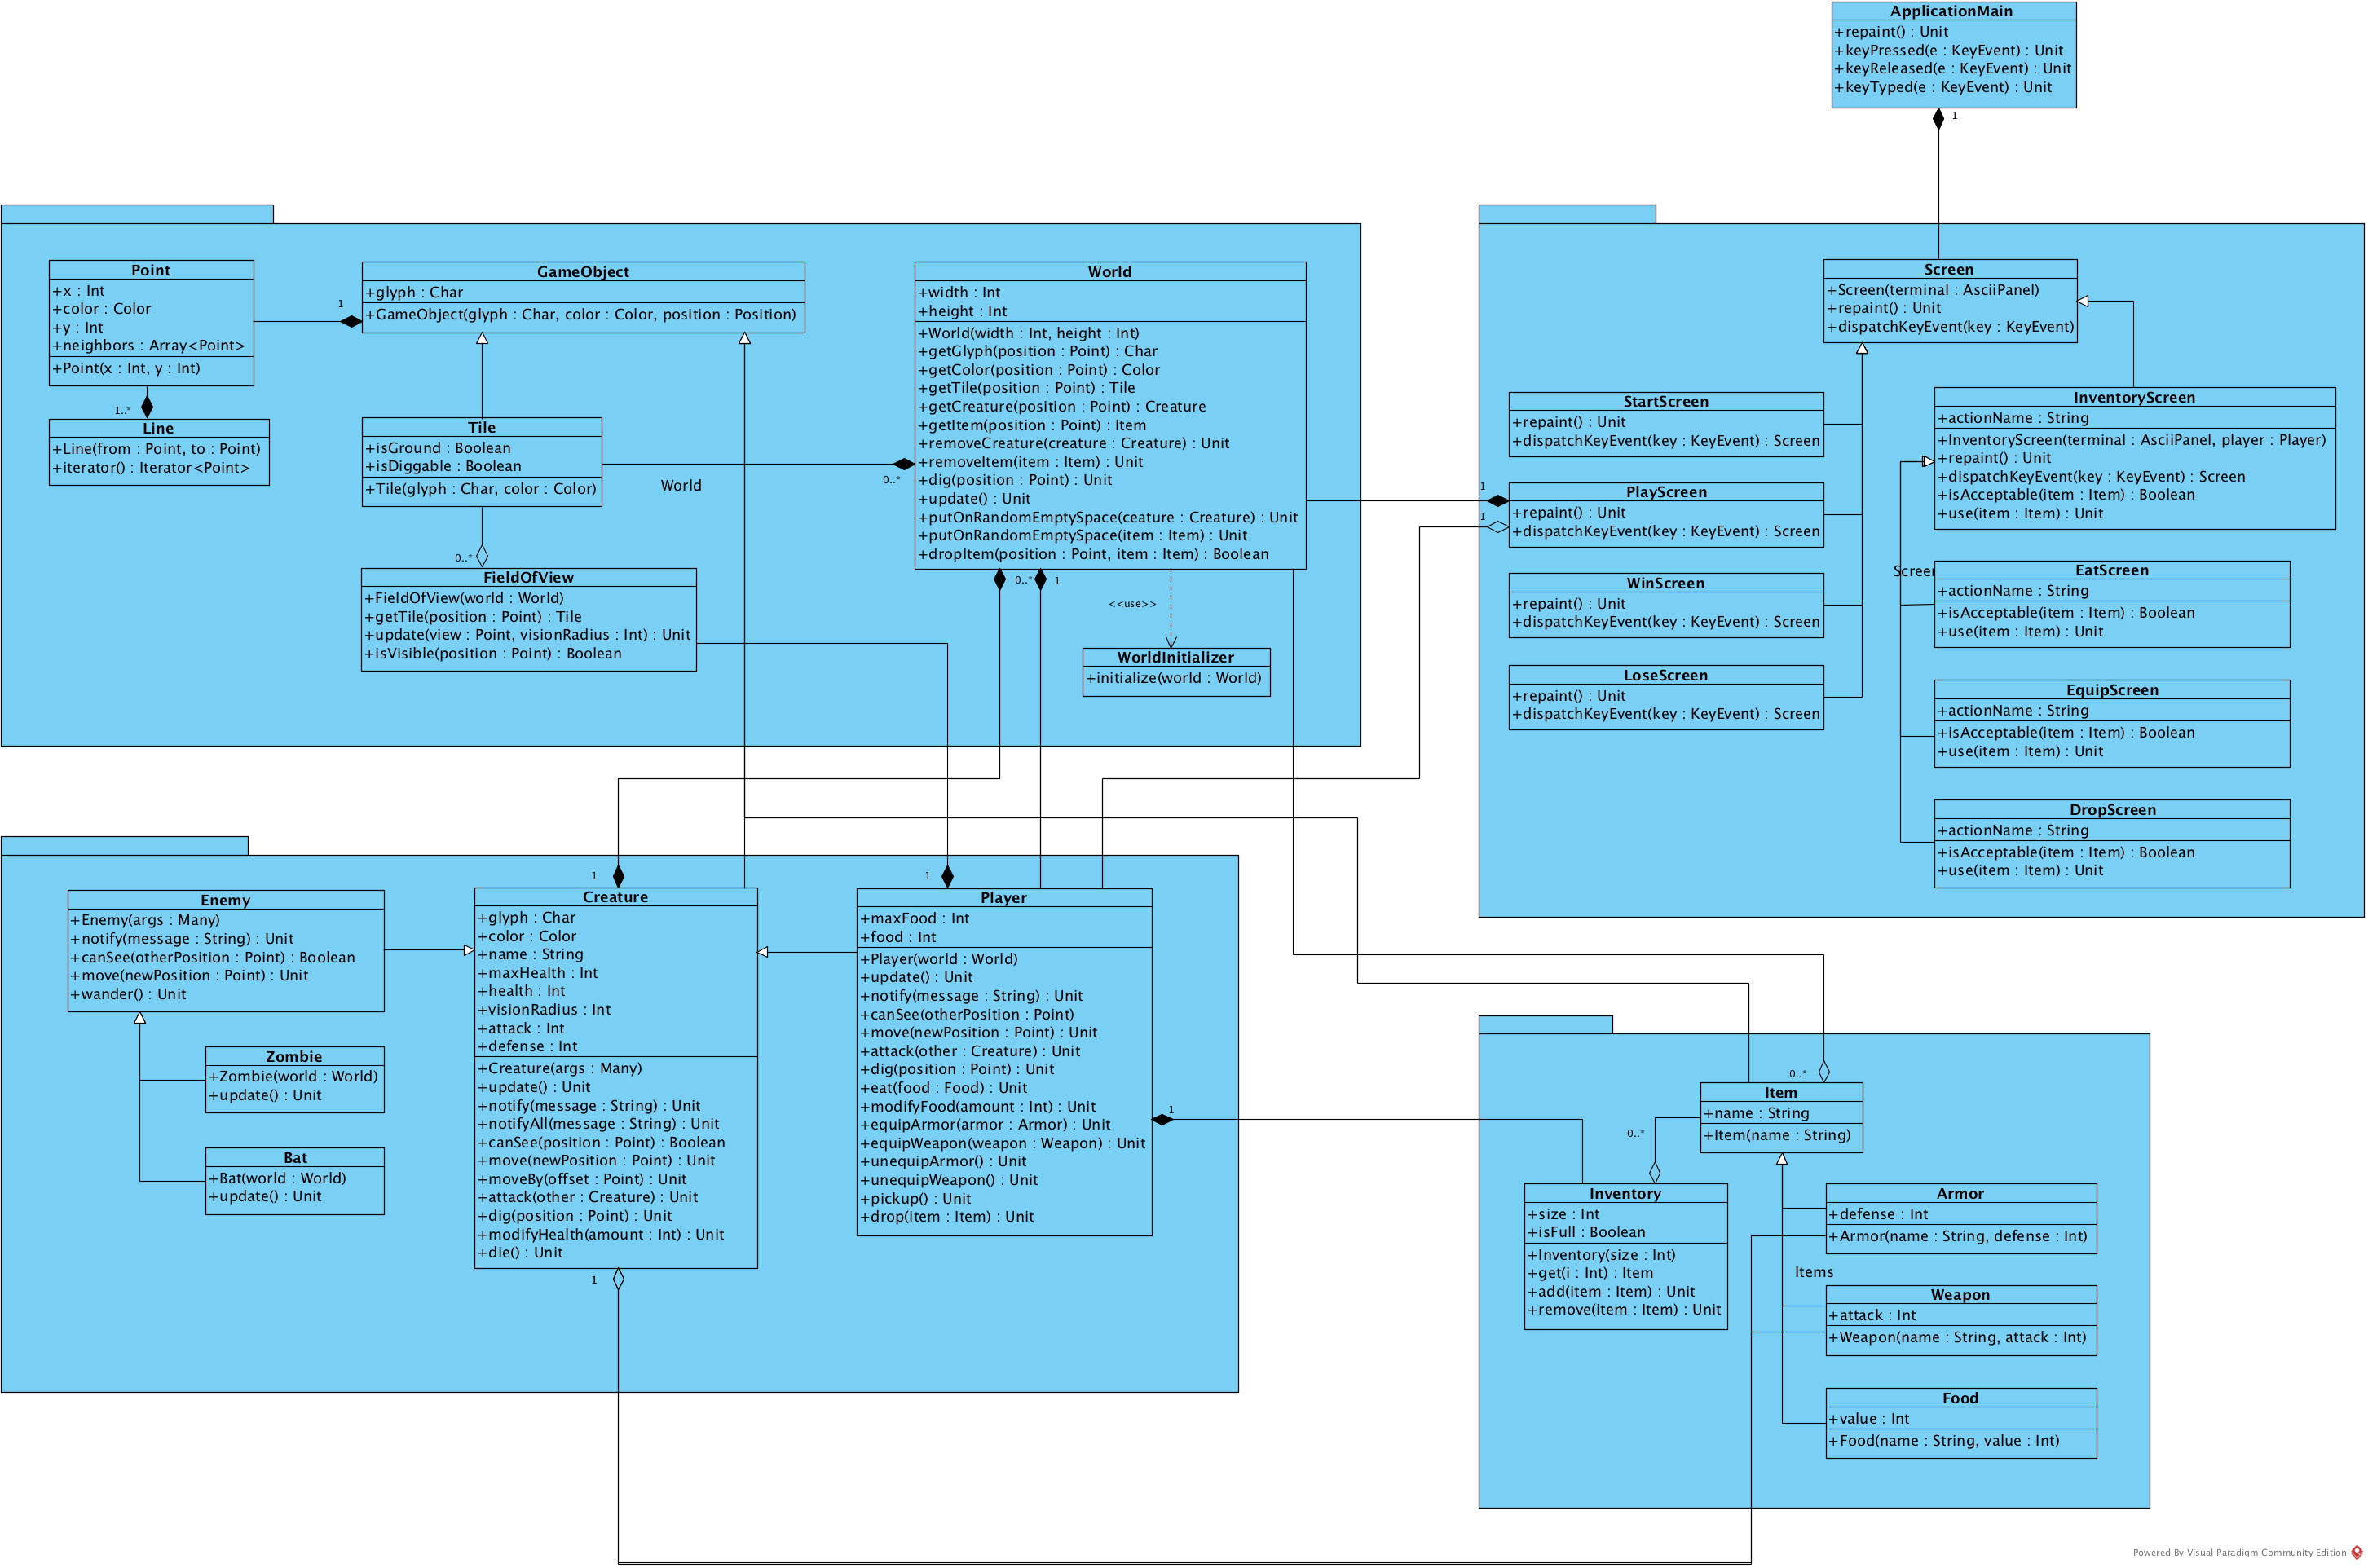 ApplicationMain
+repaint() : Unit
+keyPressed(e : KeyEvent) : Unit
+keyReleased(e : KeyEvent) : Unit
+keyTyped(e : KeyEvent) : Unit
1
Point
+x : Int
+color : Color
+y : Int
+neighbors : Array<Point>
+Point(x : Int, y : Int)
1
1..*
Line
+Line(from : Point, to : Point)
+iterator() : Iterator<Point>
GameObject
+glyph : Char
+GameObject(glyph : Char, color : Color, position : Position)
Tile
+isGround : Boolean
+isDiggable : Boolean
+Tile(glyph : Char, color : Color)
World
0..*
0..*
FieldOfView
+FieldOfView(world : World)
+getTile(position : Point) : Tile
+update(view : Point, visionRadius : Int) : Unit
+isVisible(position : Point) : Boolean
World
+width : Int
+height : Int
+World(width : Int, height : Int)
+getGlyph(position : Point) : Char
+getColor(position : Point) : Color
+getTile(position : Point) : Tile
+getCreature(position : Point) : Creature
+getItem(position : Point) : Item
+removeCreature(creature : Creature) : Unit
+removeItem(item : Item) : Unit
+dig(position : Point) : Unit
+update() : Unit
+putOnRandomEmptySpace(ceature : Creature) : Unit
+putOnRandomEmptySpace(item : Item) : Unit
+dropItem(position : Point, item : Item) : Boolean
0..*
1
<<use>>
WorldInitializer
+initialize(world : World)
Screen
+Screen(terminal : AsciiPanel)
+repaint() : Unit
+dispatchKeyEvent(key : KeyEvent)
StartScreen
+repaint() : Unit
+dispatchKeyEvent(key : KeyEvent) : Screen
1
1
PlayScreen
+repaint() : Unit
+dispatchKeyEvent(key : KeyEvent) : Screen
WinScreen
+repaint() : Unit
+dispatchKeyEvent(key : KeyEvent) : Screen
LoseScreen
+repaint() : Unit
+dispatchKeyEvent(key : KeyEvent) : Screen
InventoryScreen
+actionName : String
+InventoryScreen(terminal : AsciiPanel, player : Player)
+repaint() : Unit
+dispatchKeyEvent(key : KeyEvent) : Screen
+isAcceptable(item : Item) : Boolean
+use(item : Item) : Unit
EatScreen
+actionName : String
+isAcceptable(item : Item) : Boolean
+use(item : Item) : Unit
EquipScreen
+actionName : String
+isAcceptable(item : Item) : Boolean
+use(item : Item) : Unit
DropScreen
+actionName : String
+isAcceptable(item : Item) : Boolean
+use(item : Item) : Unit
Enemy
+Enemy(args : Many)
+notify(message : String) : Unit
+canSee(otherPosition : Point) : Boolean
+move(newPosition : Point) : Unit
+wander() : Unit
Zombie
+Zombie(world : World)
+update() : Unit
Bat
+Bat(world : World)
+update() : Unit
1
Creature
+glyph : Char
+color : Color
+name : String
+maxHealth : Int
+health : Int
+visionRadius : Int
+attack : Int
+defense : Int
+Creature(args : Many)
+update() : Unit
+notify(message : String) : Unit
+notifyAll(message : String) : Unit
+canSee(position : Point) : Boolean
+move(newPosition : Point) : Unit
+moveBy(offset : Point) : Unit
+attack(other : Creature) : Unit
+dig(position : Point) : Unit
+modifyHealth(amount : Int) : Unit
+die() : Unit
1
1
Player
+maxFood : Int
+food : Int
+Player(world : World)
+update() : Unit
+notify(message : String) : Unit
+canSee(otherPosition : Point)
+move(newPosition : Point) : Unit
+attack(other : Creature) : Unit
+dig(position : Point) : Unit
+eat(food : Food) : Unit
+modifyFood(amount : Int) : Unit
+equipArmor(armor : Armor) : Unit
+equipWeapon(weapon : Weapon) : Unit
+unequipArmor() : Unit
+unequipWeapon() : Unit
+pickup() : Unit
+drop(item : Item) : Unit
1
0..*
Item
+name : String
+Item(name : String)
0..*
Inventory
+size : Int
+isFull : Boolean
+Inventory(size : Int)
+get(i : Int) : Item
+add(item : Item) : Unit
+remove(item : Item) : Unit
Armor
+defense : Int
+Armor(name : String, defense : Int)
Items
Weapon
+attack : Int
+Weapon(name : String, attack : Int)
Food
+value : Int
+Food(name : String, value : Int)
Powered By Visual Paradigm Community Edition